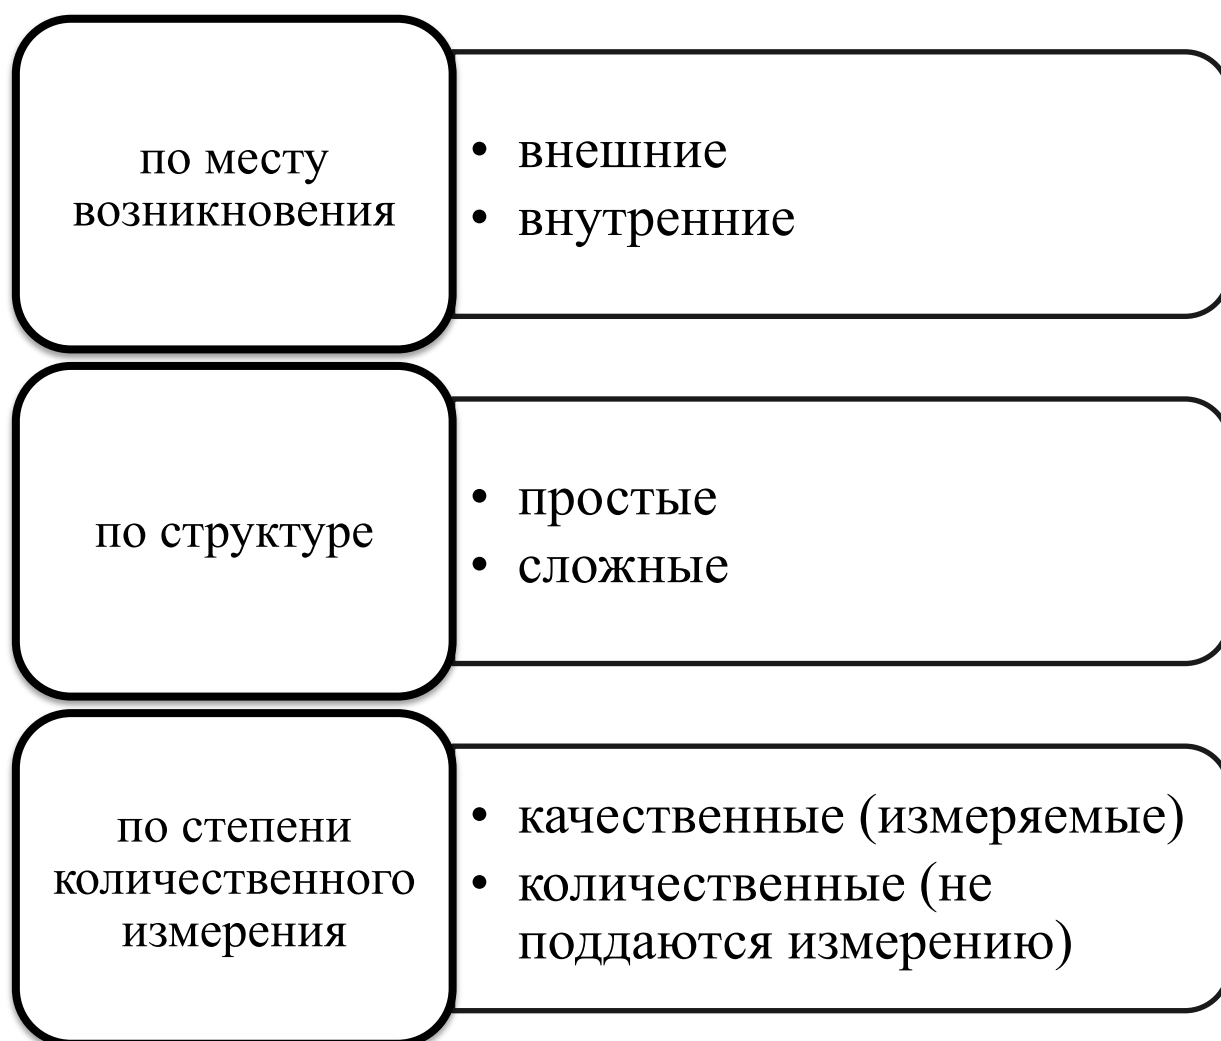 по месту
возникновения
• внешние
• внутренние
по структуре
• простые
• сложные
по степени
количественного
измерения
• качественные (измеряемые)
• количественные (не
поддаются измерению)